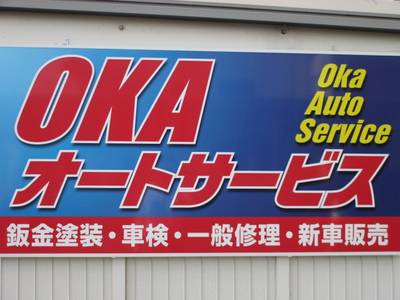 OKA
Oka
Auto
Service
オートサービス
鈑金塗装・車検・一般修理・新車販売